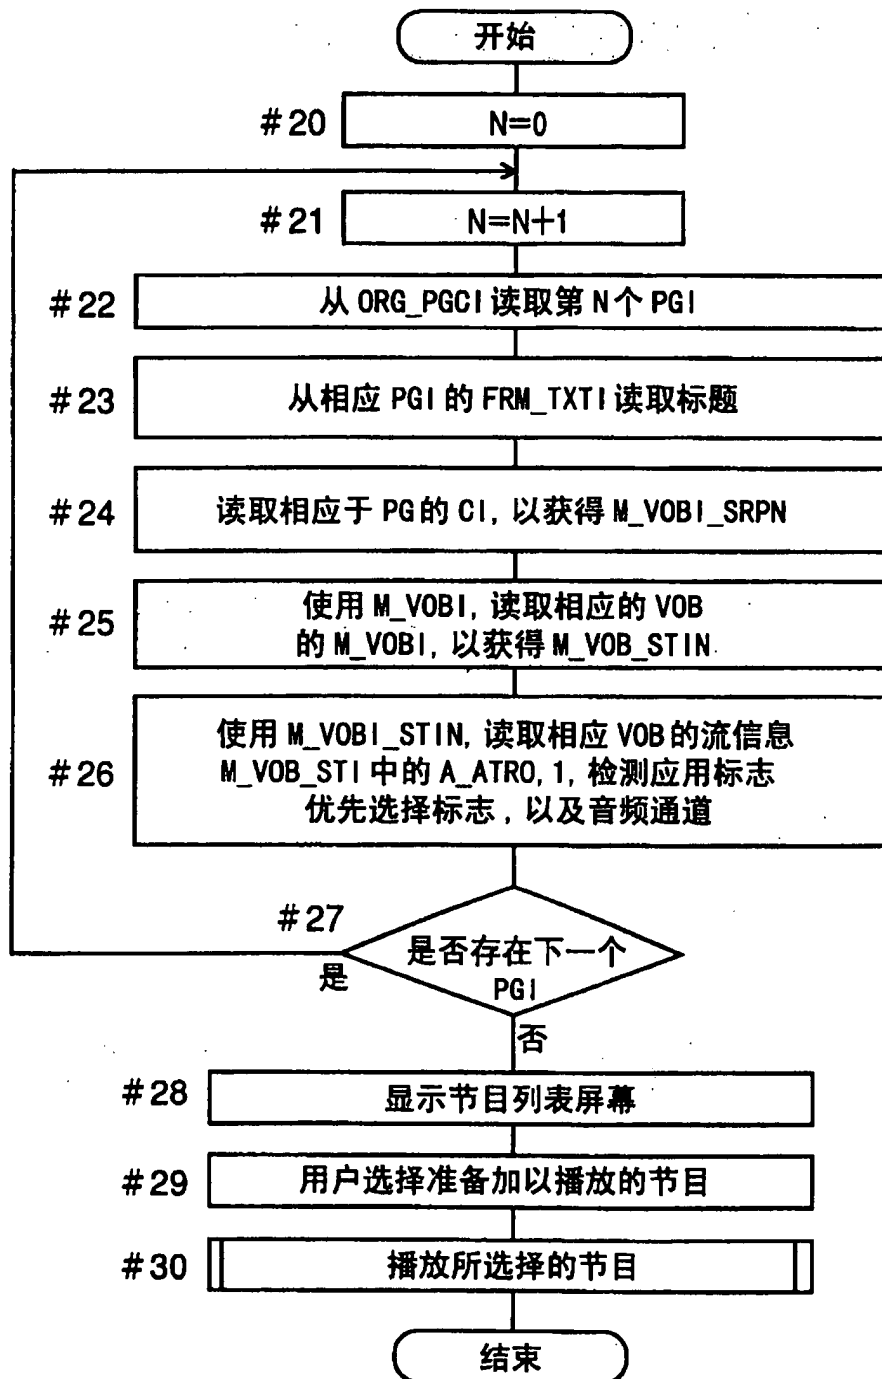 开始
#20
N=0
#21
N=N+1
#22
从 ORG_PGCI 读取第 N 个 PGI
#23
从相应 PGI 的 FRM_TXTI 读取标题
#24
读取相应于 PG 的 CI, 以获得 M_VOBI_SRPN
#25
使用 M_VOBI, 读取相应的 VOB
的 M_VOBI, 以获得 M_VOB_STIN
#26
使用 M_VOBI_STIN, 读取相应 VOB 的流信息
M_VOB_STI 中的 A_ATRO, 1, 检测应用标志
优先选择标志, 以及音频通道
#27
是否存在下一个
PGI
是
否
#28
显示节目列表屏幕
#29
用户选择准备加以播放的节目
#30
播放所选择的节目
结束